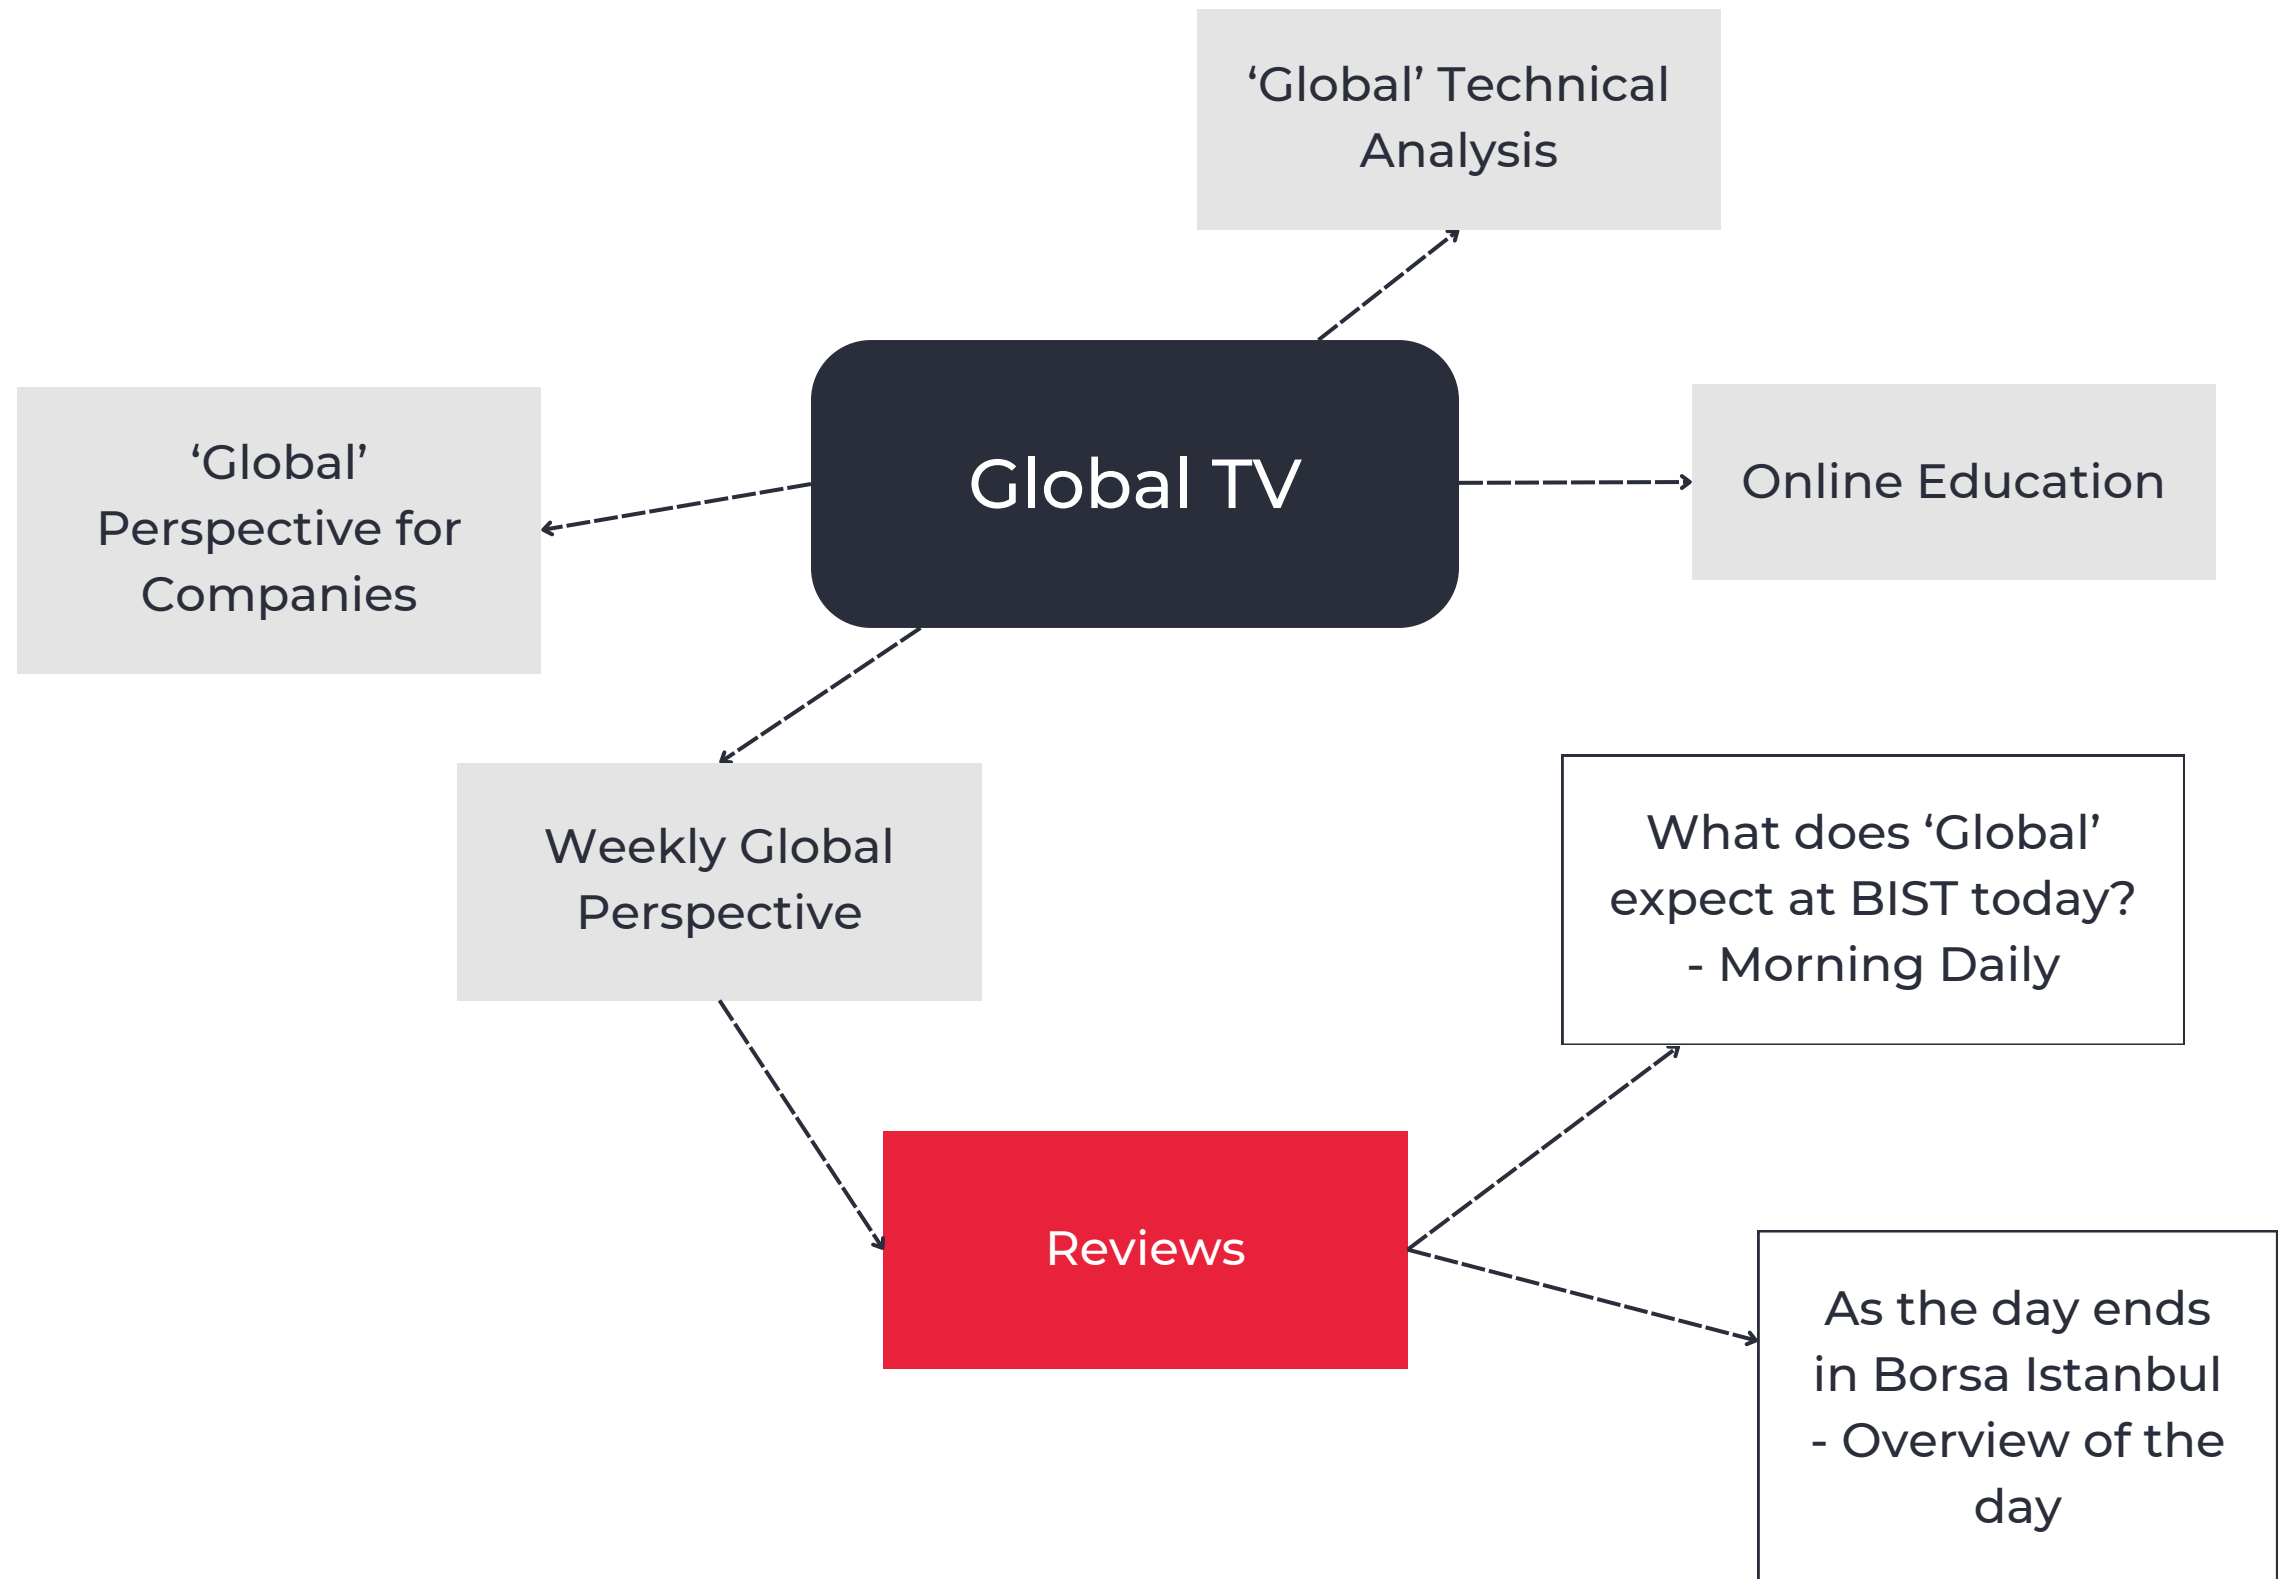 ‘Global’ Technical
Analysis
Global TV
‘Global’
Perspective for
Companies
Online Education
Weekly Global
Perspective
What does ‘Global’
expect at BIST today?
- Morning Daily
Reviews
As the day ends
in Borsa Istanbul
- Overview of the
day